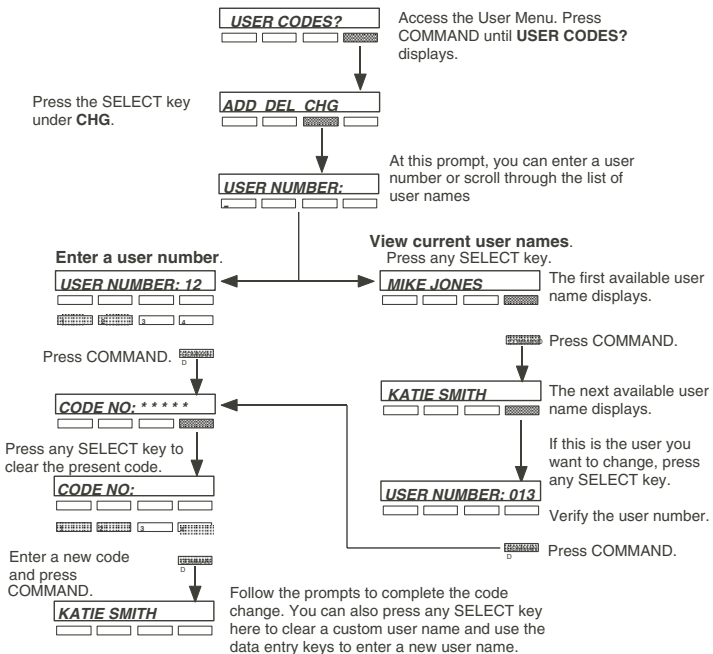 USER CODES?
Access the User Menu. Press
COMMAND until USER CODES?
displays.
Press the SELECT key
under CHG.
ADD DEL CHG
At this prompt, you can enter a user
number or scroll through the list of
user names
USER NUMBER:
Enter a user number.
USER NUMBER: 12
3 4
Press COMMAND.
D
CODE NO: * * * * *
Press any SELECT key to
clear the present code.
CODE NO:
3
Enter a new code
and press
COMMAND.
D
KATIE SMITH
View current user names.
Press any SELECT key.
MIKE JONES
The first available user
name displays.
Press COMMAND.
KATIE SMITH
The next available user
name displays.
If this is the user you
want to change, press
any SELECT key.
USER NUMBER: 013
Verify the user number.
Press COMMAND.
D
Follow the prompts to complete the code
change. You can also press any SELECT key
here to clear a custom user name and use the
data entry keys to enter a new user name.